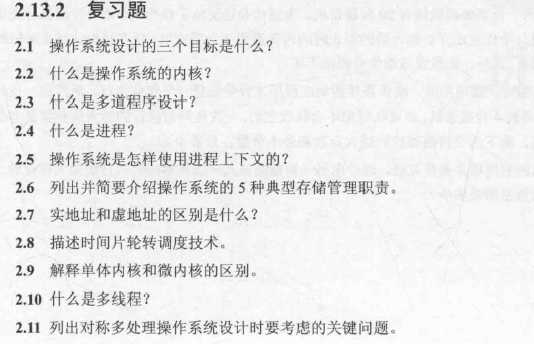 2.13.2 复习题
2.1 操作系统设计的三个目标是什么?
2.2 什么是操作系统的内核?
2.3 什么是多道程序设计?
2.4 什么是进程?
2.5 操作系统是怎样使用进程上下文的?
2.6 列出并简要介绍操作系统的 5 种典型存储管理职责。
2.7 实地址和虚地址的区别是什么?
2.8 描述时间片轮转调度技术。
2.9 解释单体内核和微内核的区别。
2.10 什么是多线程?
2.11 列出对称多处理操作系统设计时要考虑的关键问题。